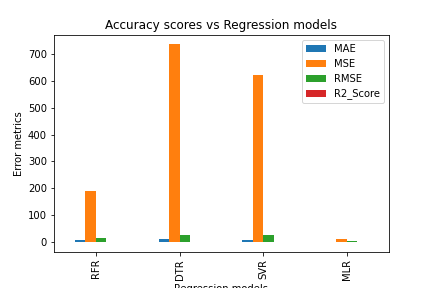 Accuracy scores vs Regression models
MAE
MSE
RMSE
R2_Score
Error metrics
700
600
500
400
300
200
100
0
RFR
DTR
SVR
MLR
Regression models